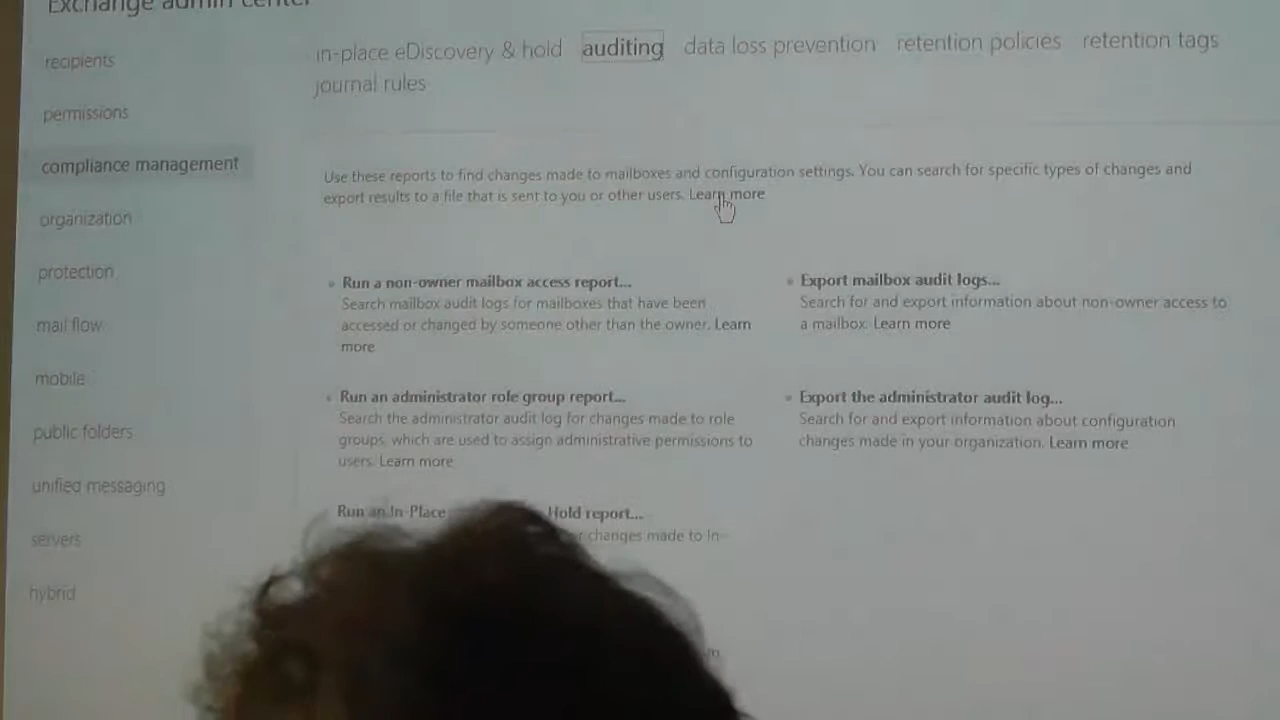 Exchange admin center
recipients
permissions
compliance management
organization
protection
mail flow
mobile
public folders
unified messaging
servers
hybrid
in-place eDiscovery & hold auditing data loss prevention retention policies retention tags
journal rules
Use these reports to find changes made to mailboxes and configuration settings. You can search for specific types of changes and
export results to a file that is sent to you or other users. Learn more
Run a non-owner mailbox access report...
Search mailbox audit logs for mailboxes that have been
accessed or changed by someone other than the owner. Learn
more
Export mailbox audit logs...
Search for and export information about non-owner access to
a mailbox. Learn more
Run an administrator role group report...
Search the administrator audit log for changes made to role
groups, which are used to assign administrative permissions to
users. Learn more
Export the administrator audit log...
Search for and export information about configuration
changes made in your organization. Learn more
Run an In-Place Hold report...
changes made to In-